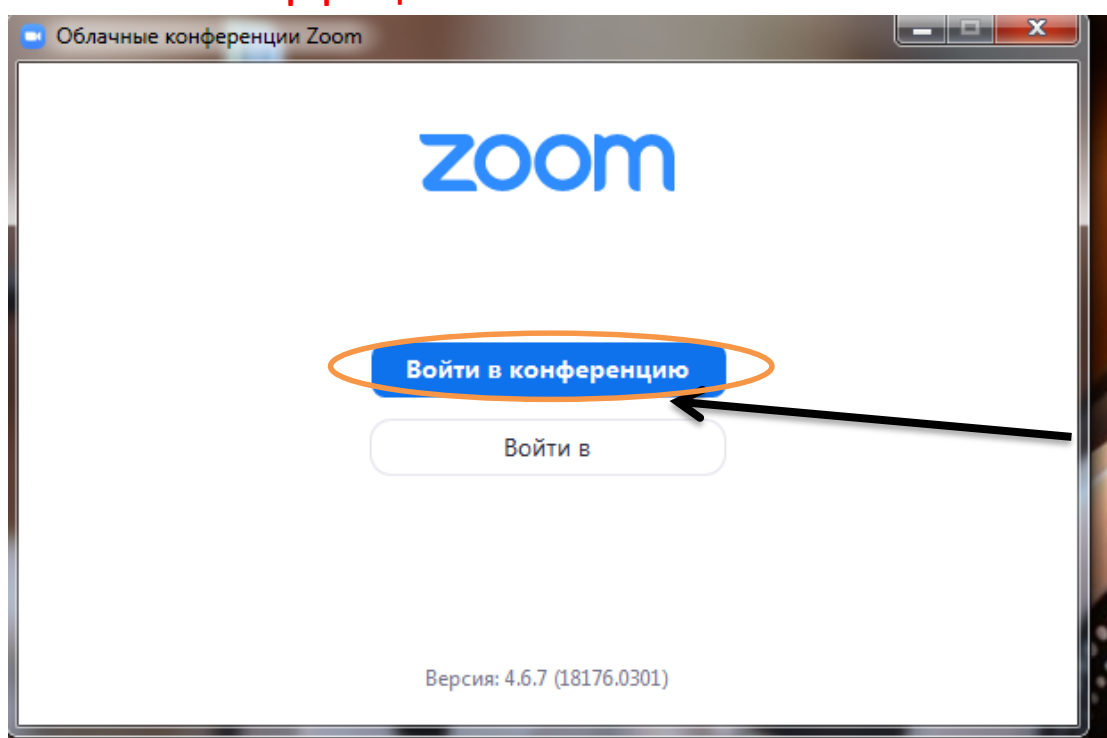 Облачные конференции Zoom
zoom
Войти в конференцию
Войти в
Версия: 4.6.7 (18176.0301)